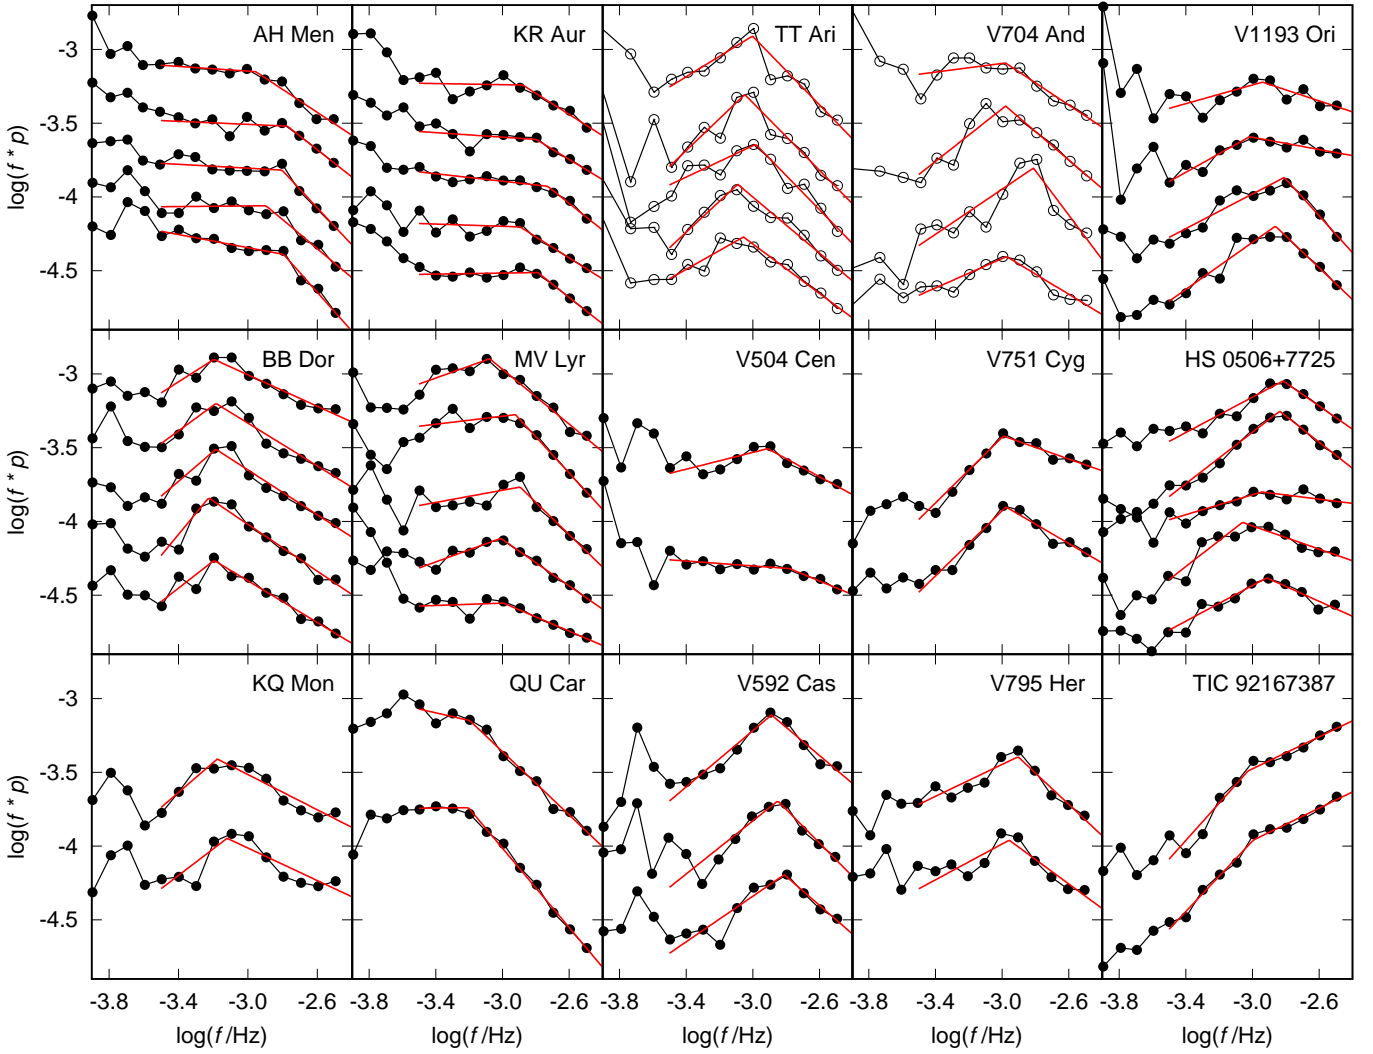 AH Men KR Aur TT Ari V704 And V1193 Ori
-3
-3.5
-4
-4.5
log(f * p)
BB Dor MV Lyr V504 Cen V751 Cyg HS 0506+7725
-3
-3.5
-4
-4.5
log(f * p)
KQ Mon QU Car V592 Cas V795 Her TIC 92167387
-3
-3.5
-4
-4.5
log(f * p)
-3.8 -3.4 -3.0 -2.6 -3.8 -3.4 -3.0 -2.6 -3.8 -3.4 -3.0 -2.6 -3.8 -3.4 -3.0 -2.6 -3.8 -3.4 -3.0 -2.6
log(f /Hz) log(f /Hz) log(f /Hz) log(f /Hz) log(f /Hz)